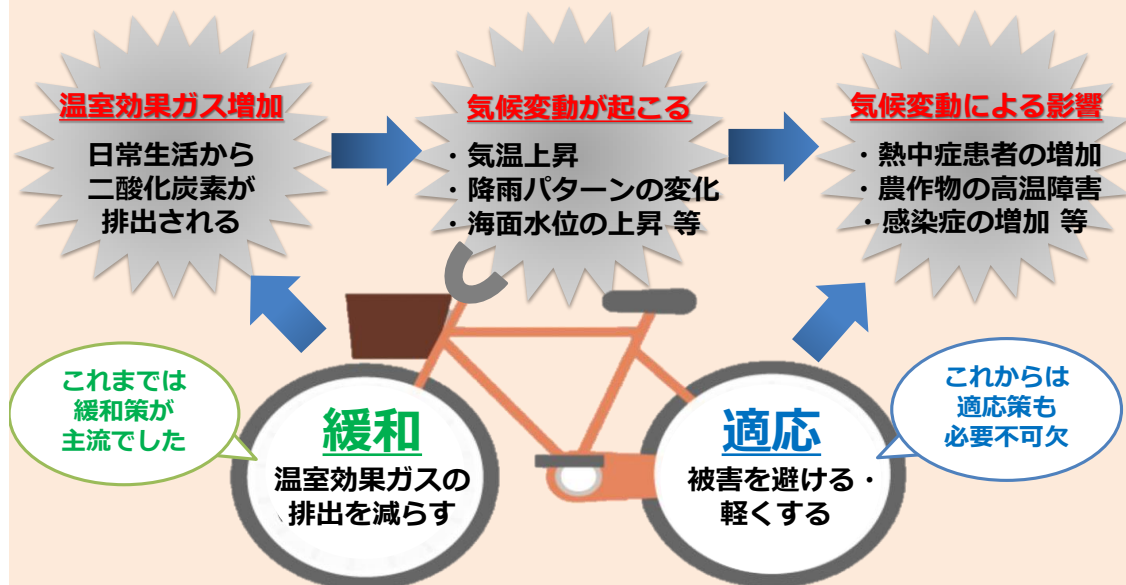 温室効果ガス増加
日常生活から
二酸化炭素が
排出される
気候変動が起こる
・気温上昇
・降雨パターンの変化
・海面水位の上昇 等
気候変動による影響
・熱中症患者の増加
・農作物の高温障害
・感染症の増加 等
これまでは
緩和策が
主流でした
緩和
温室効果ガスの
排出を減らす
適応
被害を避ける・
軽くする
これからは
適応策も
必要不可欠